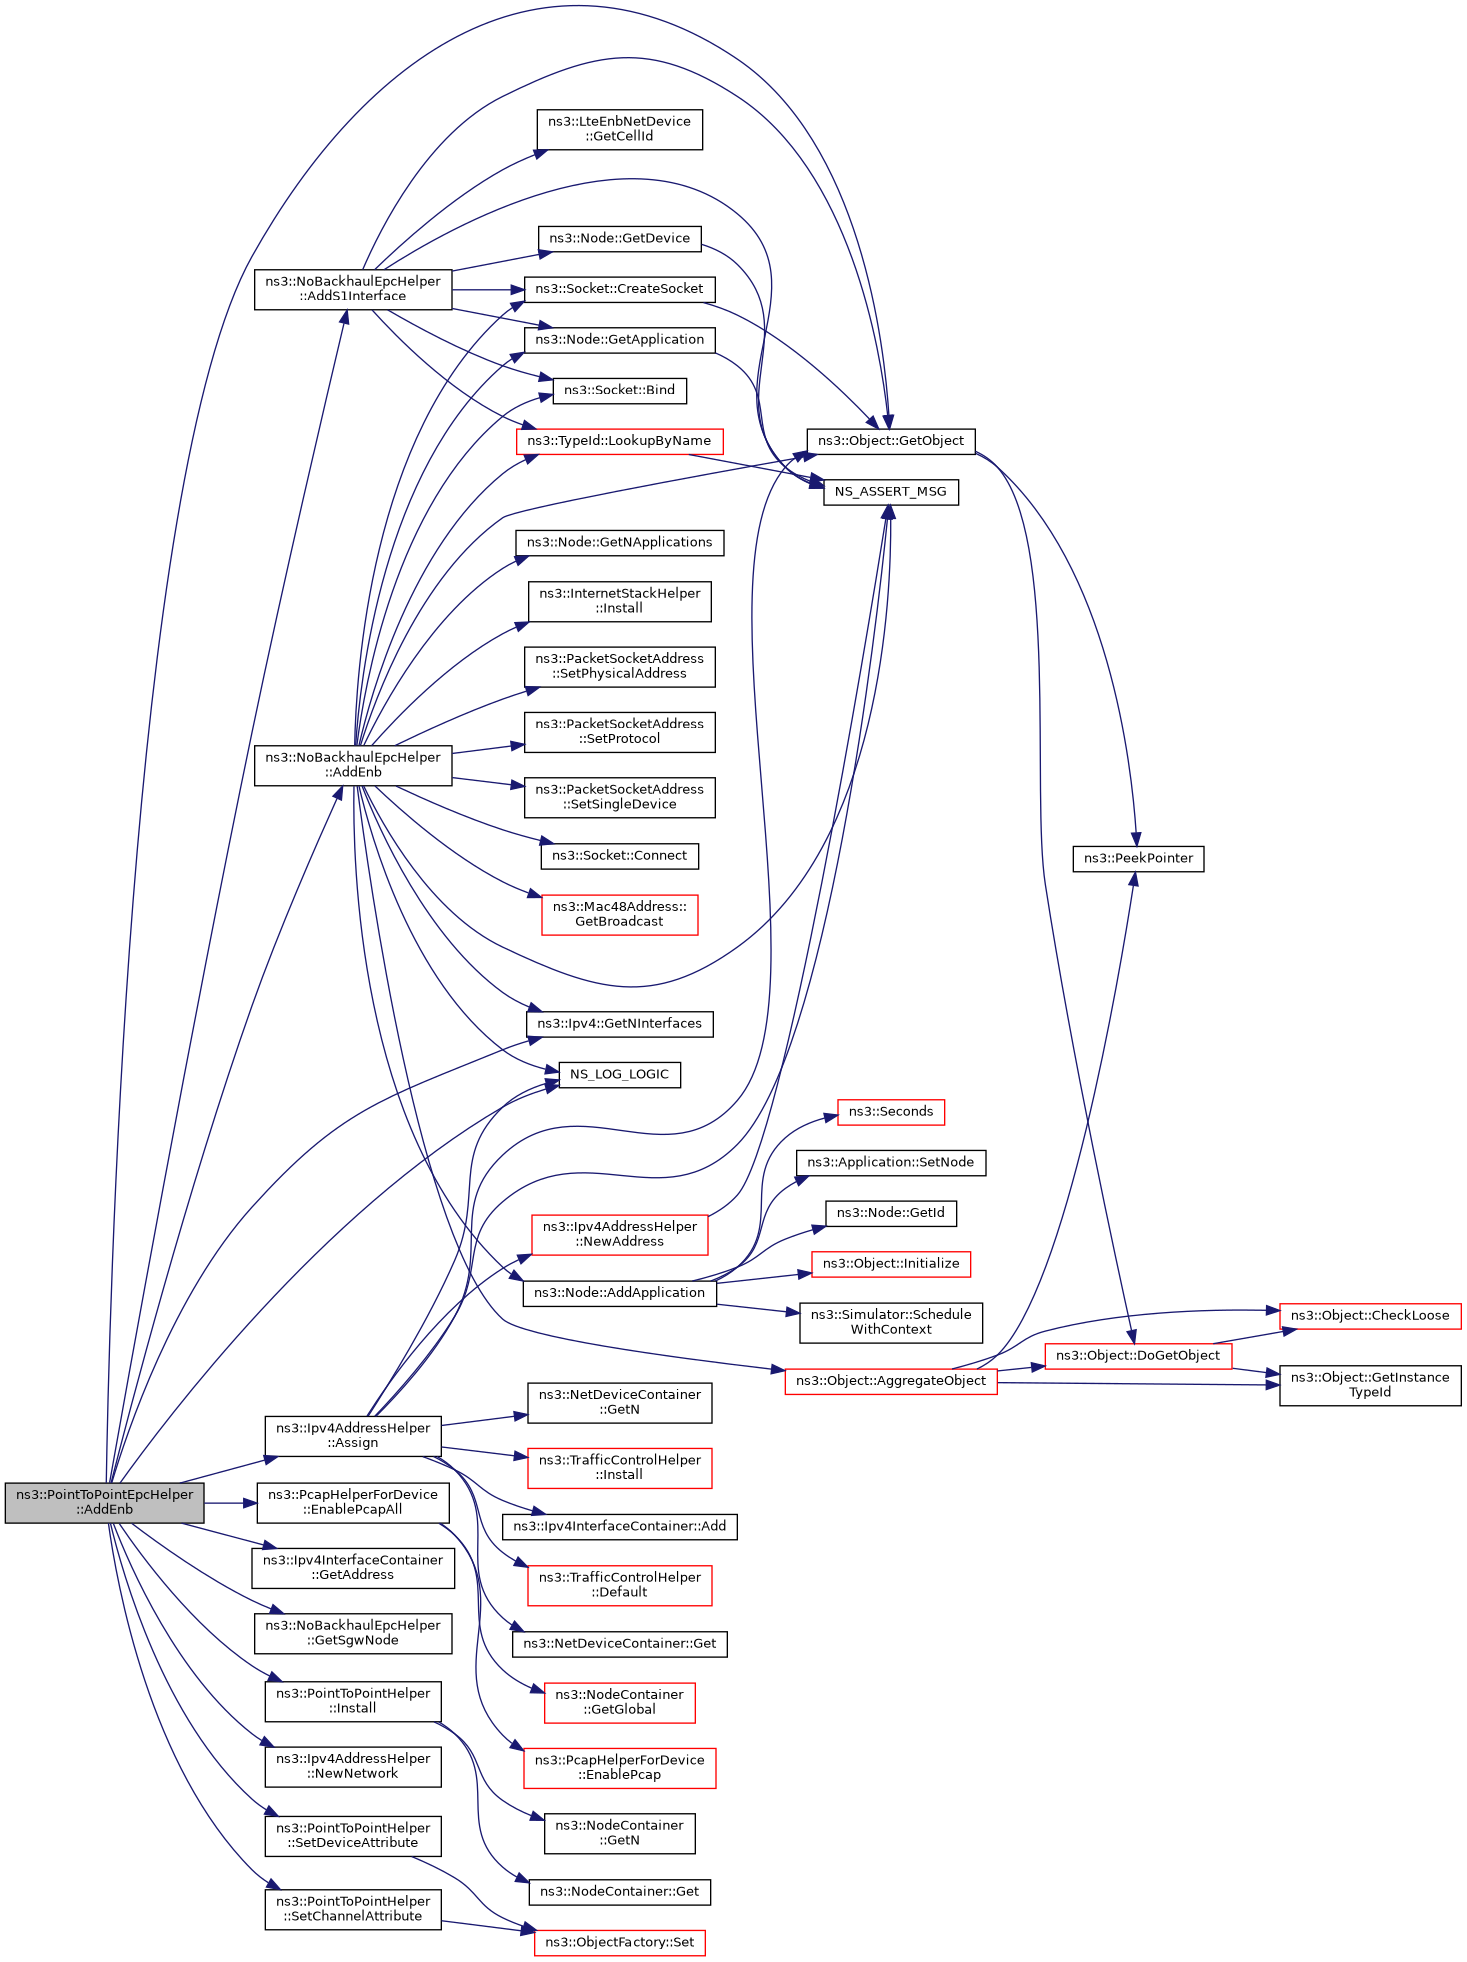 ns3::LteEnbNetDevice
::GetCellId
ns3::Node::GetDevice
ns3::NoBackhaulEpcHelper
::AddS1Interface
ns3::Socket::CreateSocket
ns3::Node::GetApplication
ns3::Socket::Bind
ns3::TypeId::LookupByName
ns3::Object::GetObject
NS_ASSERT_MSG
ns3::Node::GetNApplications
ns3::InternetStackHelper
::Install
ns3::PacketSocketAddress
::SetPhysicalAddress
ns3::PacketSocketAddress
::SetProtocol
ns3::NoBackhaulEpcHelper
::AddEnb
ns3::PacketSocketAddress
::SetSingleDevice
ns3::Socket::Connect
ns3::PeekPointer
ns3::Mac48Address::
GetBroadcast
ns3::Ipv4::GetNInterfaces
NS_LOG_LOGIC
ns3::Seconds
ns3::Application::SetNode
ns3::Node::GetId
ns3::Ipv4AddressHelper
::NewAddress
ns3::Object::Initialize
ns3::Node::AddApplication
ns3::Simulator::Schedule
WithContext
ns3::Object::CheckLoose
ns3::Object::DoGetObject
ns3::Object::AggregateObject
ns3::Object::GetInstance
TypeId
ns3::NetDeviceContainer
::GetN
ns3::Ipv4AddressHelper
::Assign
ns3::TrafficControlHelper
::Install
ns3::PointToPointEpcHelper
::AddEnb
ns3::PcapHelperForDevice
::EnablePcapAll
ns3::Ipv4InterfaceContainer::Add
ns3::Ipv4InterfaceContainer
::GetAddress
ns3::TrafficControlHelper
::Default
ns3::NoBackhaulEpcHelper
::GetSgwNode
ns3::NetDeviceContainer::Get
ns3::PointToPointHelper
::Install
ns3::NodeContainer
::GetGlobal
ns3::Ipv4AddressHelper
::NewNetwork
ns3::PcapHelperForDevice
::EnablePcap
ns3::PointToPointHelper
::SetDeviceAttribute
ns3::NodeContainer
::GetN
ns3::NodeContainer::Get
ns3::PointToPointHelper
::SetChannelAttribute
ns3::ObjectFactory::Set